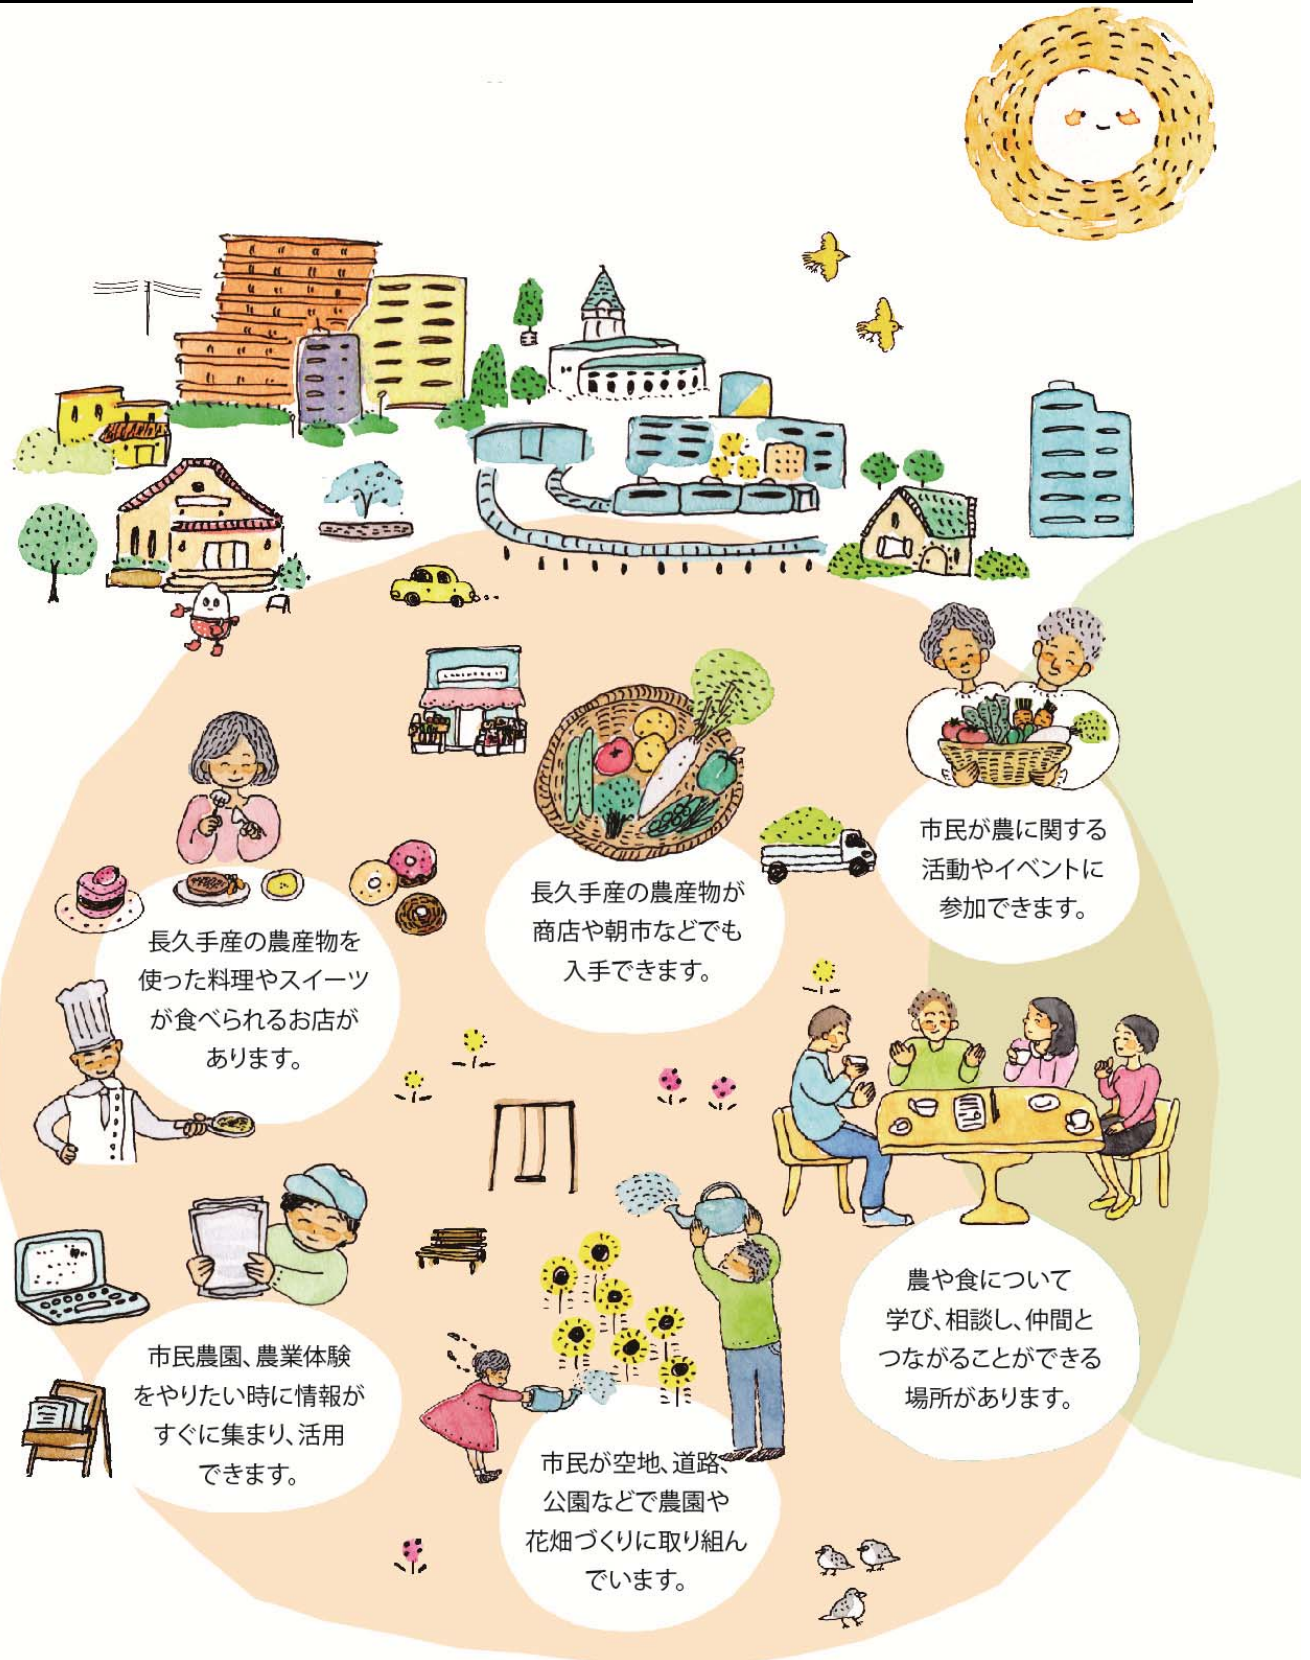 市民が農に関する
活動やイベントに
参加できます。
長久手産の農産物が
商店や朝市などでも
入手できます。
長久手産の農産物を
使った料理やスイーツ
が食べられるお店が
あります。
農や食について
学び、相談し、仲間と
つながることができる
場所があります。
市民農園、農業体験
をやりたい時に情報が
すぐに集まり、活用
できます。
市民が空地、道路、
公園などで農園や
花畑づくりに取り組ん
でいます。